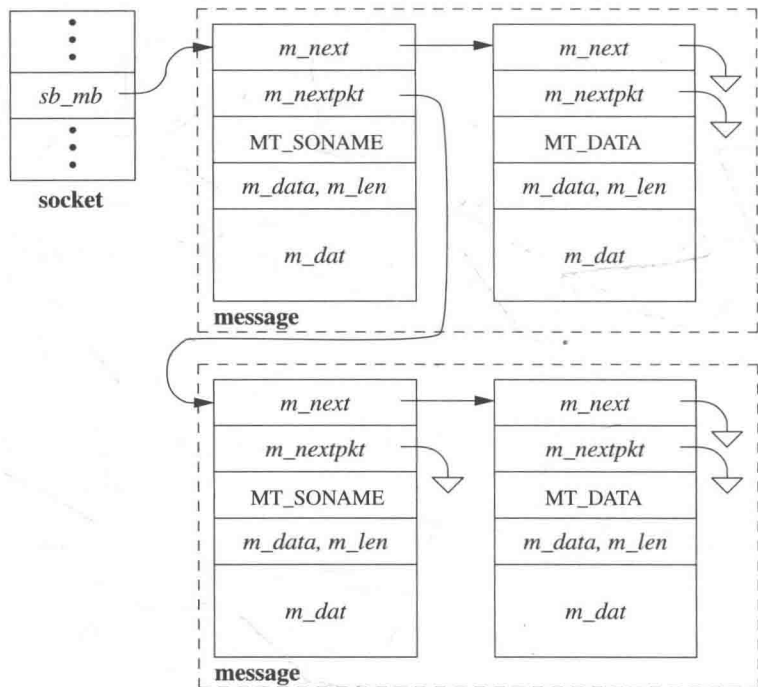 sb_mb
socket
m_next
m_nextpkt
MT_SONAME
m_data, m_len
m_dat
m_next
m_nextpkt
MT_DATA
m_data, m_len
m_dat
message
m_next
m_nextpkt
MT_SONAME
m_data, m_len
m_dat
m_next
m_nextpkt
MT_DATA
m_data, m_len
m_dat
message